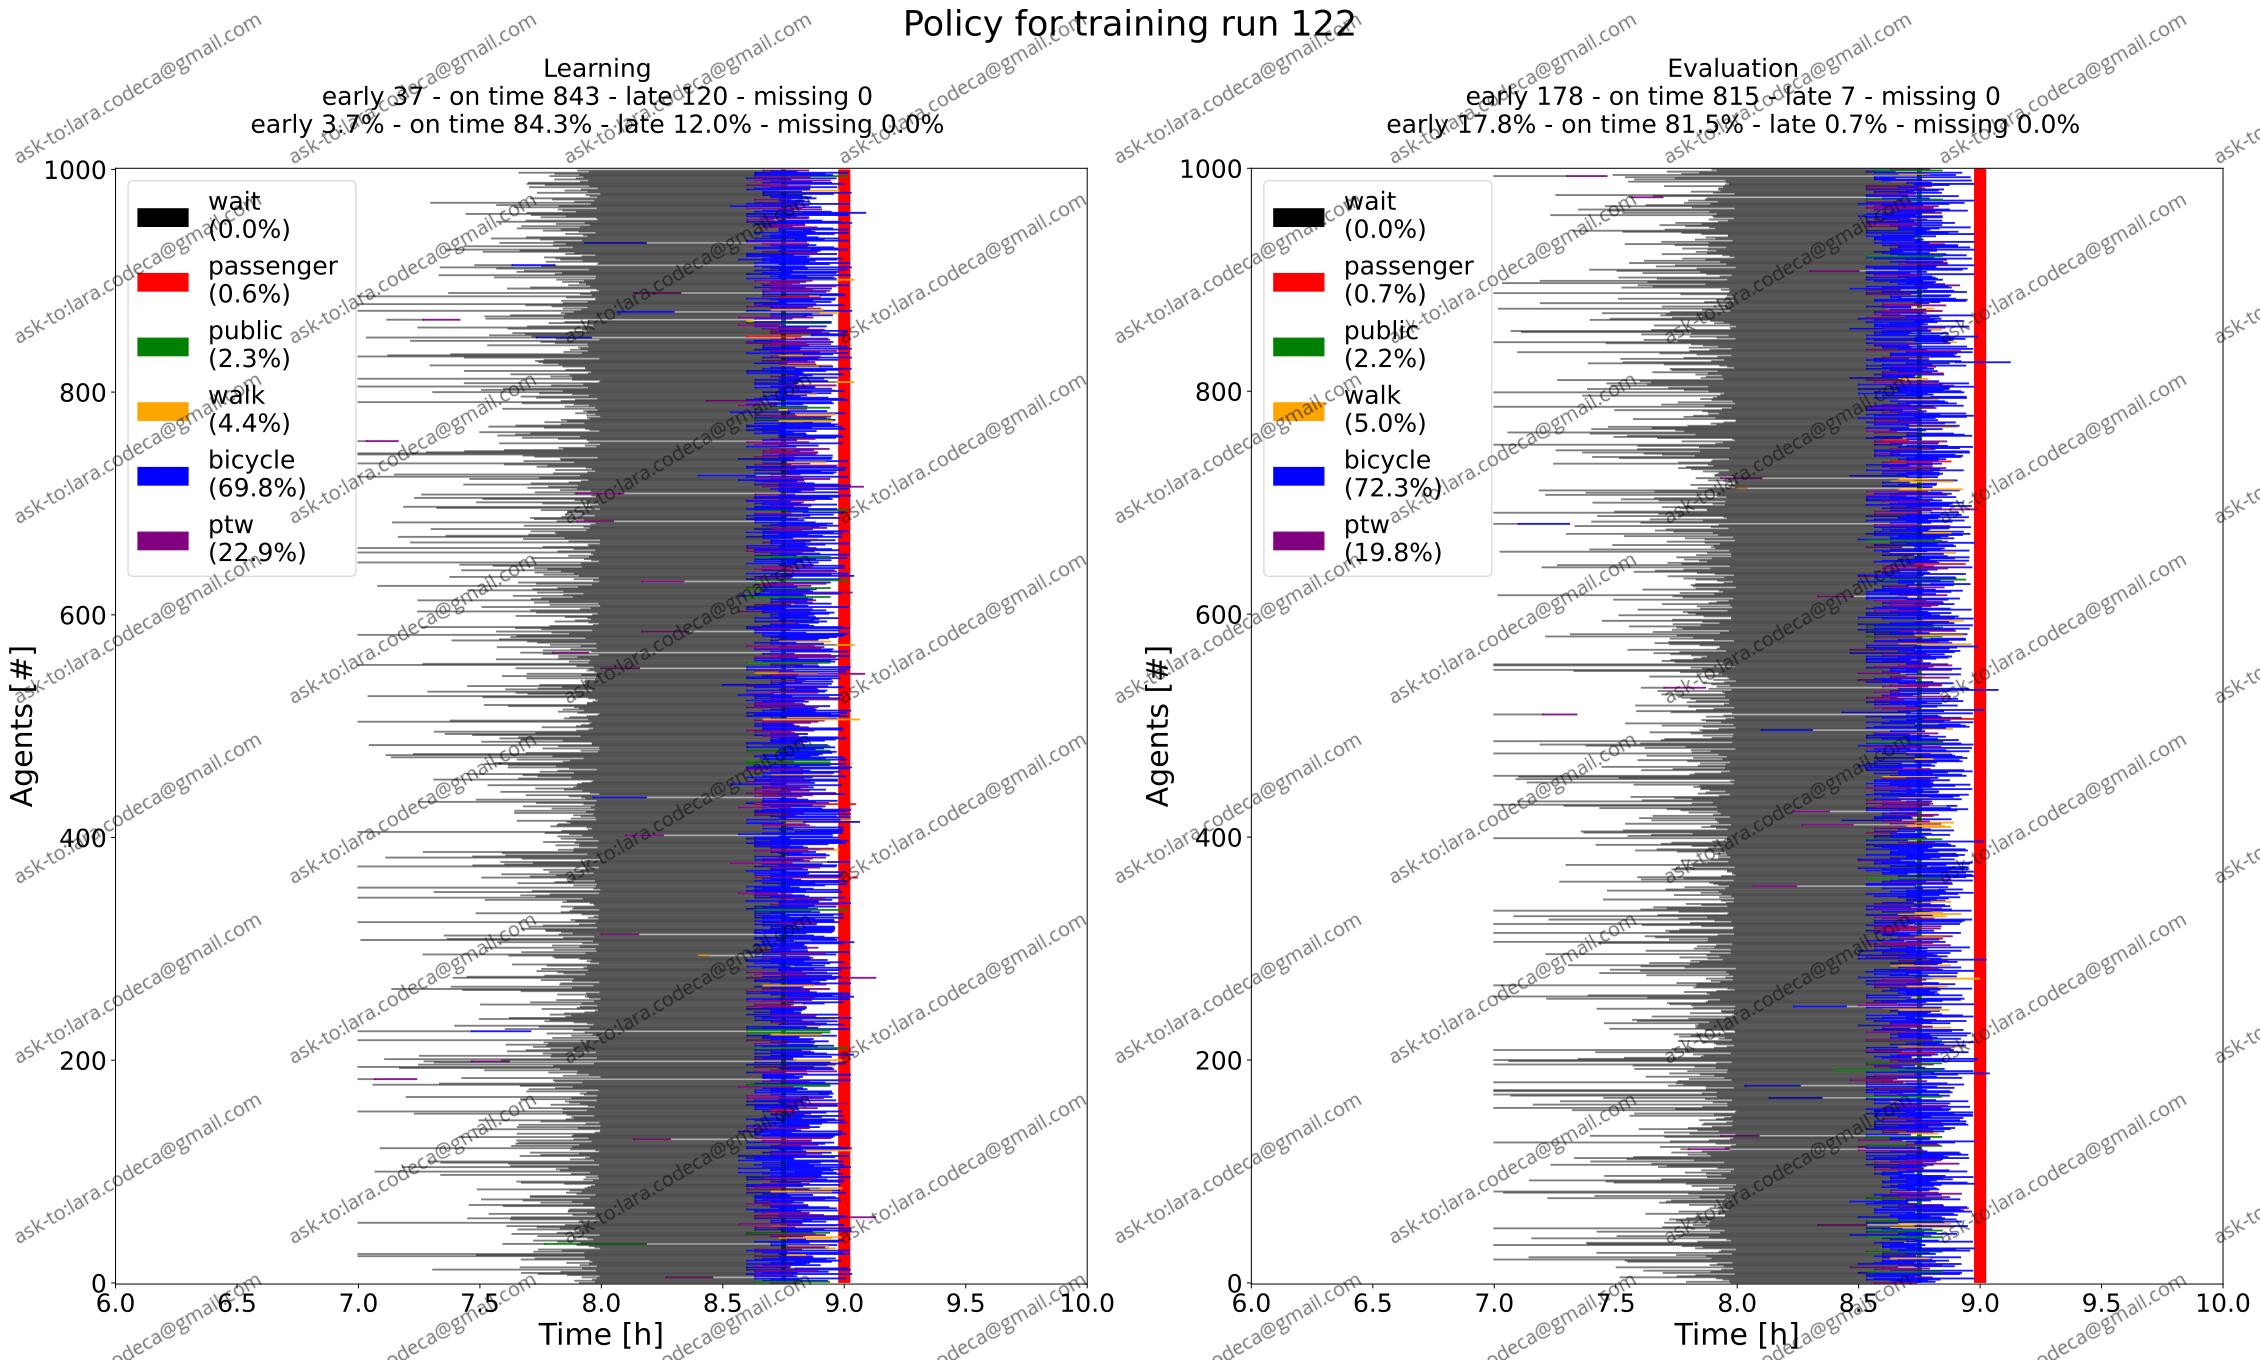 Policy for training run 122
Learning
early 37 - on time 843 - late 120 - missing 0
early 3.7% - on time 84.3% - late 12.0% - missing 0.0%
1000
800
600
400
200
0
Agents [#]
wait
(0.0%)
passenger
(0.6%)
public
(2.3%)
walk
(4.4%)
bicycle
(69.8%)
ptw
(22.9%)
6.0 6.5 7.0 7.5 8.0 8.5 9.0 9.5 10.0
Time [h]
Evaluation
early 178 - on time 815 - late 7 - missing 0
early 17.8% - on time 81.5% - late 0.7% - missing 0.0%
1000
800
600
400
200
0
Agents [#]
wait
(0.0%)
passenger
(0.7%)
public
(2.2%)
walk
(5.0%)
bicycle
(72.3%)
ptw
(19.8%)
6.0 6.5 7.0 7.5 8.0 8.5 9.0 9.5 10.0
Time [h]
ask-to:lara.codeca@gmail.com